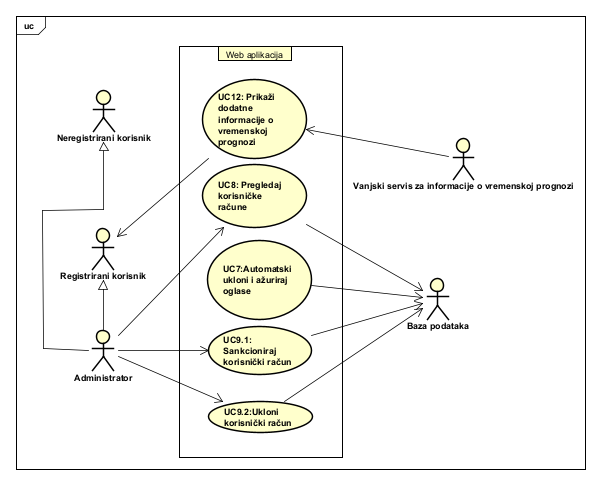 uc
Web aplikacija
UC12: Prikaži
dodatne
informacije o
vremenskoj
prognozi
Neregistrirani korisnik
Vanjski servis za informacije o vremenskoj prognozi
UC8: Pregledaj
korisničke
račune
Registrirani korisnik
UC7:Automatski
ukloni i ažuriraj
oglase
Baza podataka
UC9.1:
Sankcioniraj
korisnički račun
Administrator
UC9.2:Ukloni
korisnički račun